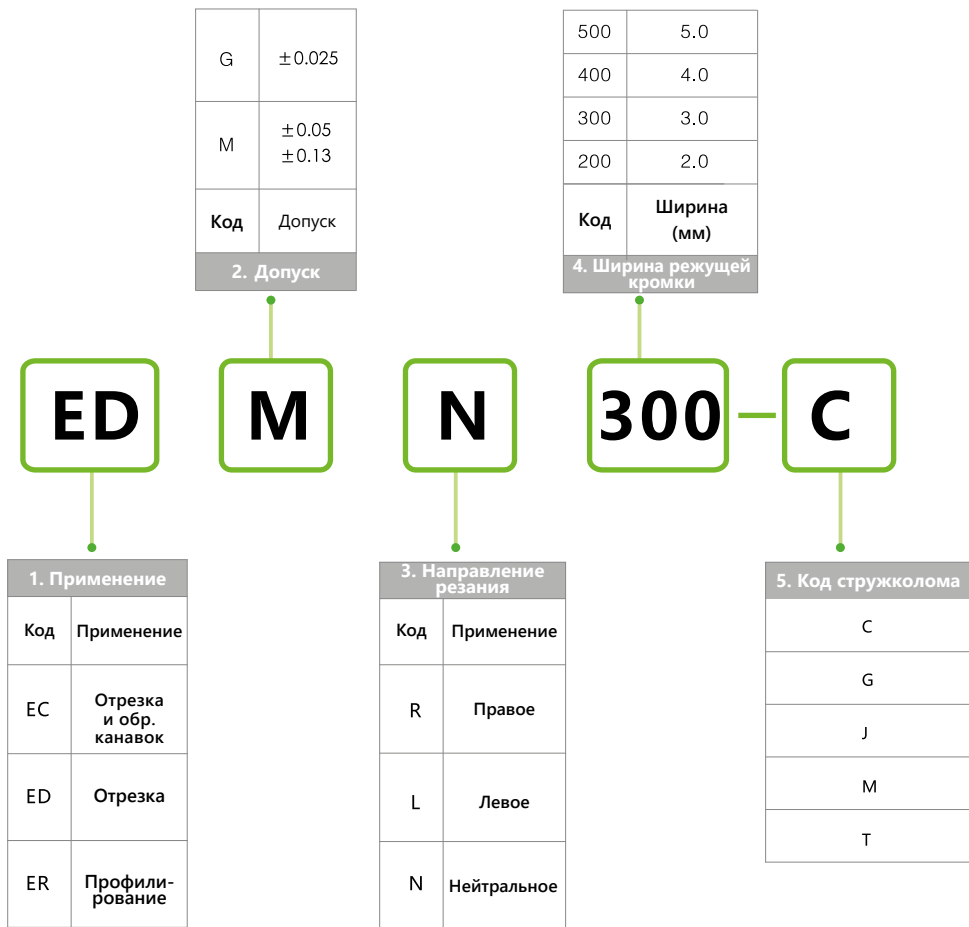 G ±0.025
M ±0.05
±0.13
Код Допуск
2. Допуск
500 5.0
400 4.0
300 3.0
200 2.0
Код Ширина
(мм)
4. Ширина режущей
кромки
ED M N 300 – C
1. Применение
Код Применение
EC Отрезка
и обр.
канавок
ED Отрезка
ER Профили-
рование
3. Направление
резания
Код Применение
R Правое
L Левое
N Нейтральное
5. Код стружколома
C
G
J
M
T